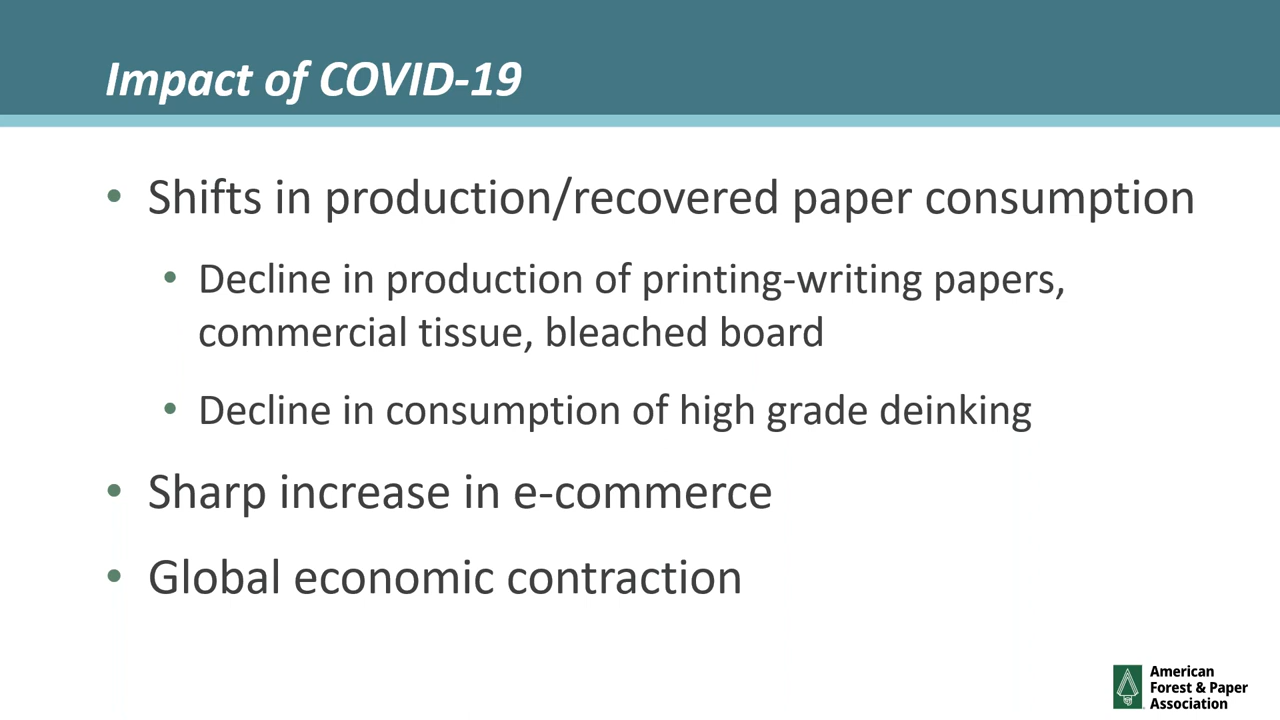 Impact of COVID-19
• Shifts in production/recovered paper consumption
• Decline in production of printing-writing papers,
commercial tissue, bleached board
• Decline in consumption of high grade deinking
• Sharp increase in e-commerce
• Global economic contraction
American
Forest & Paper
Association